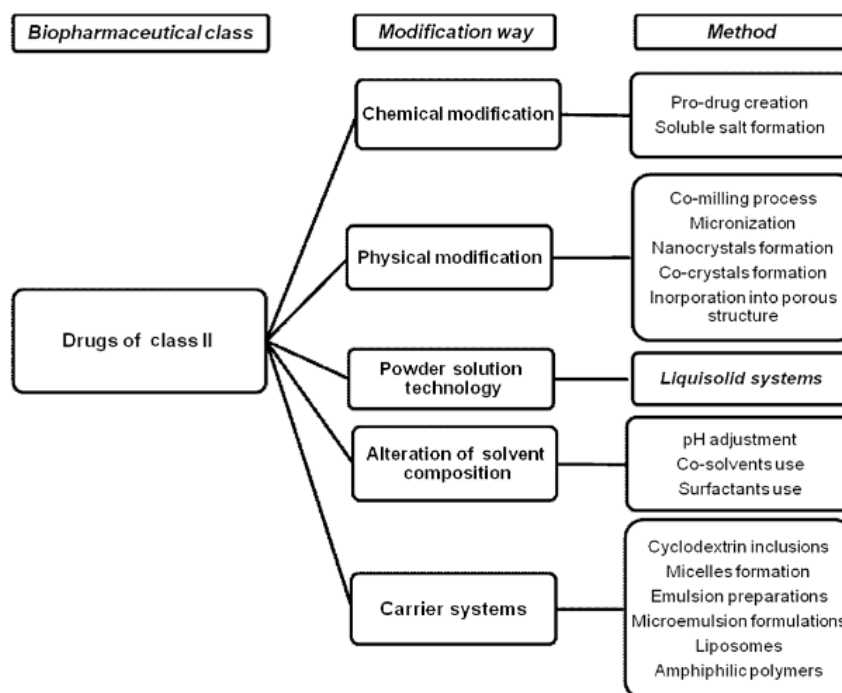 Biopharmaceutical class
Modification way
Method
Chemical modification
Pro-drug creation
Soluble salt formation
Physical modification
Co-milling process
Micronization
Nanocrystals formation
Co-crystals formation
Inorporation into porous
structure
Drugs of class II
Powder solution
technology
Liquisolid systems
Alteration of solvent
composition
pH adjustment
Co-solvents use
Surfactants use
Carrier systems
Cyclodextrin inclusions
Micelles formation
Emulsion preparations
Microemulsion formulations
Liposomes
Amphiphilic polymers